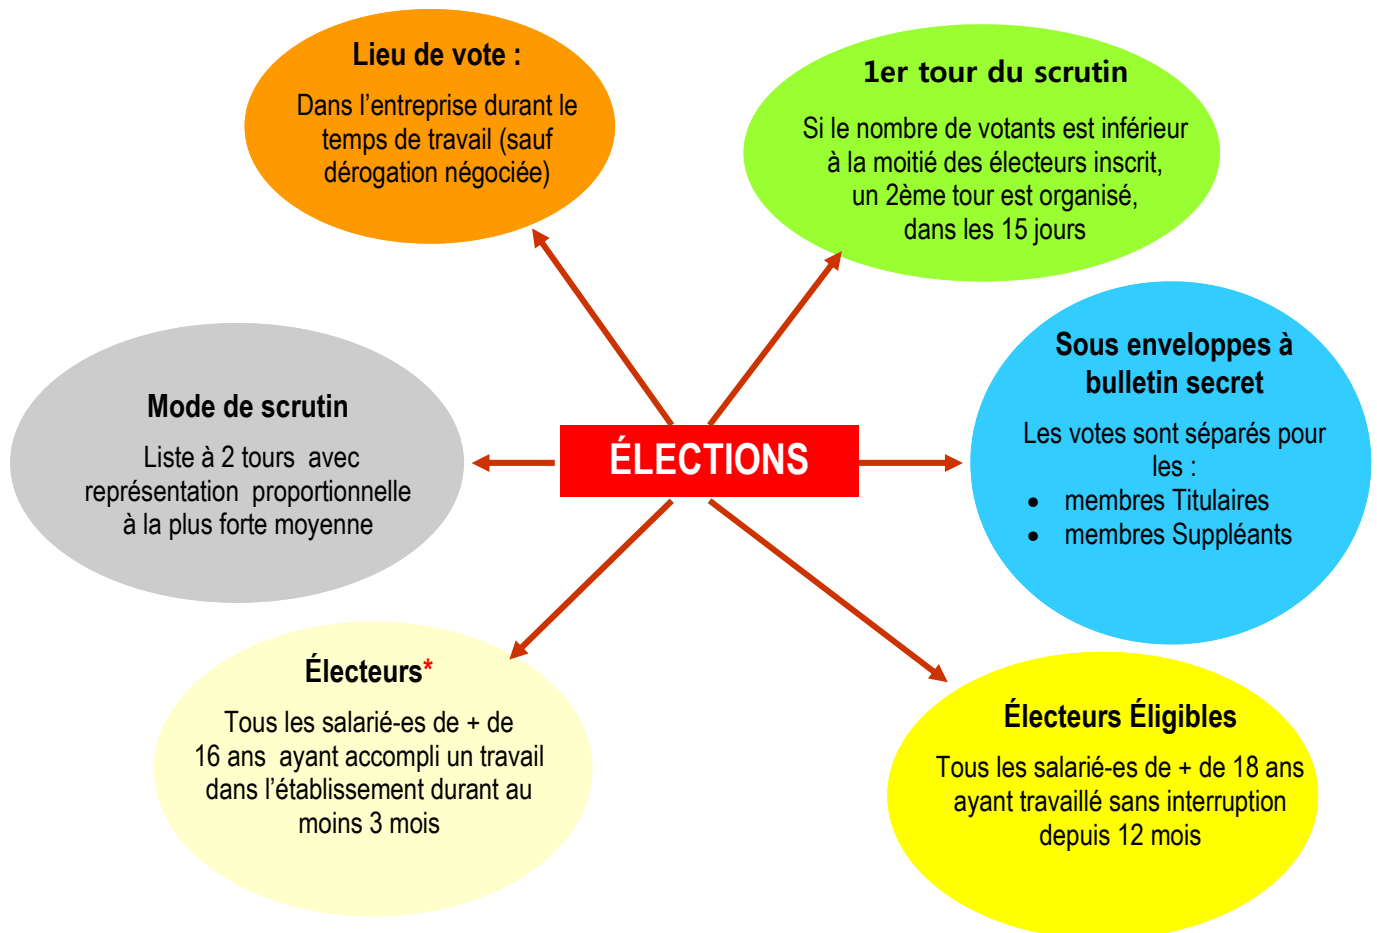 Lieu de vote :
Dans l’entreprise durant le
temps de travail (sauf
dérogation négociée)
1er tour du scrutin
Si le nombre de votants est inférieur
à la moitié des électeurs inscrit,
un 2ème tour est organisé,
dans les 15 jours
Mode de scrutin
Liste à 2 tours avec
représentation proportionnelle
à la plus forte moyenne
ÉLECTIONS
Sous enveloppes à
bulletin secret
Les votes sont séparés pour
les :
• membres Titulaires
• membres Suppléants
Électeurs*
Tous les salarié-es de + de
16 ans ayant accompli un travail
dans l’établissement durant au
moins 3 mois
Électeurs Éligibles
Tous les salarié-es de + de 18 ans
ayant travaillé sans interruption
depuis 12 mois